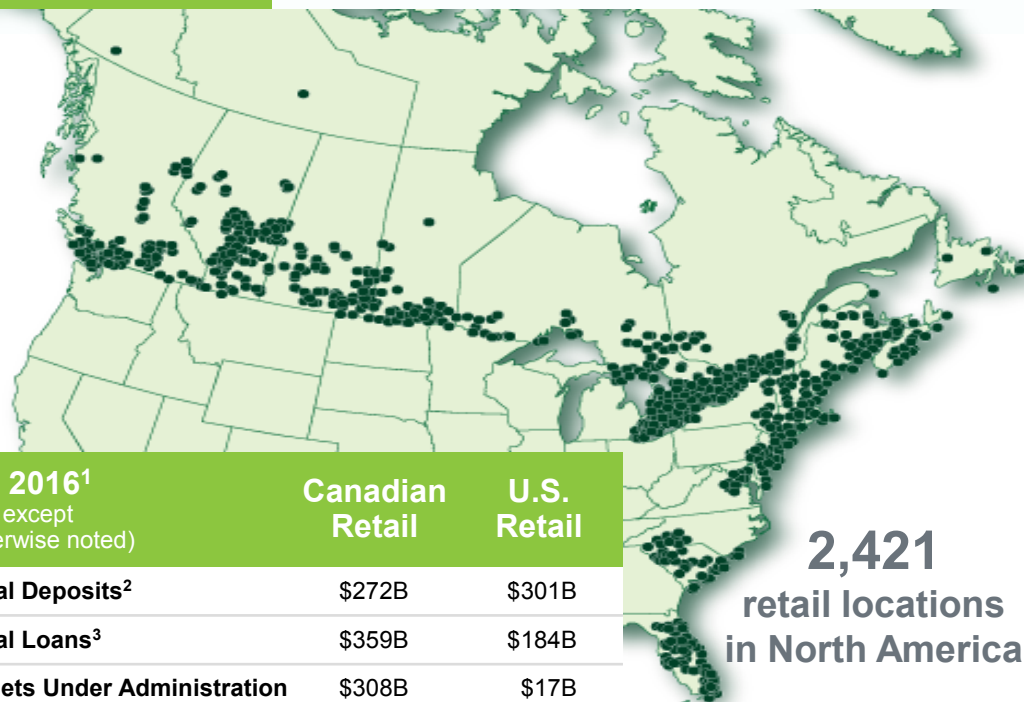 2016¹
except
erwise noted)
Canadian
Retail
U.S.
Retail
al Deposits² $272B $301B
al Loans³ $359B $184B
ets Under Administration $308B $17B
2,421
retail locations
in North America